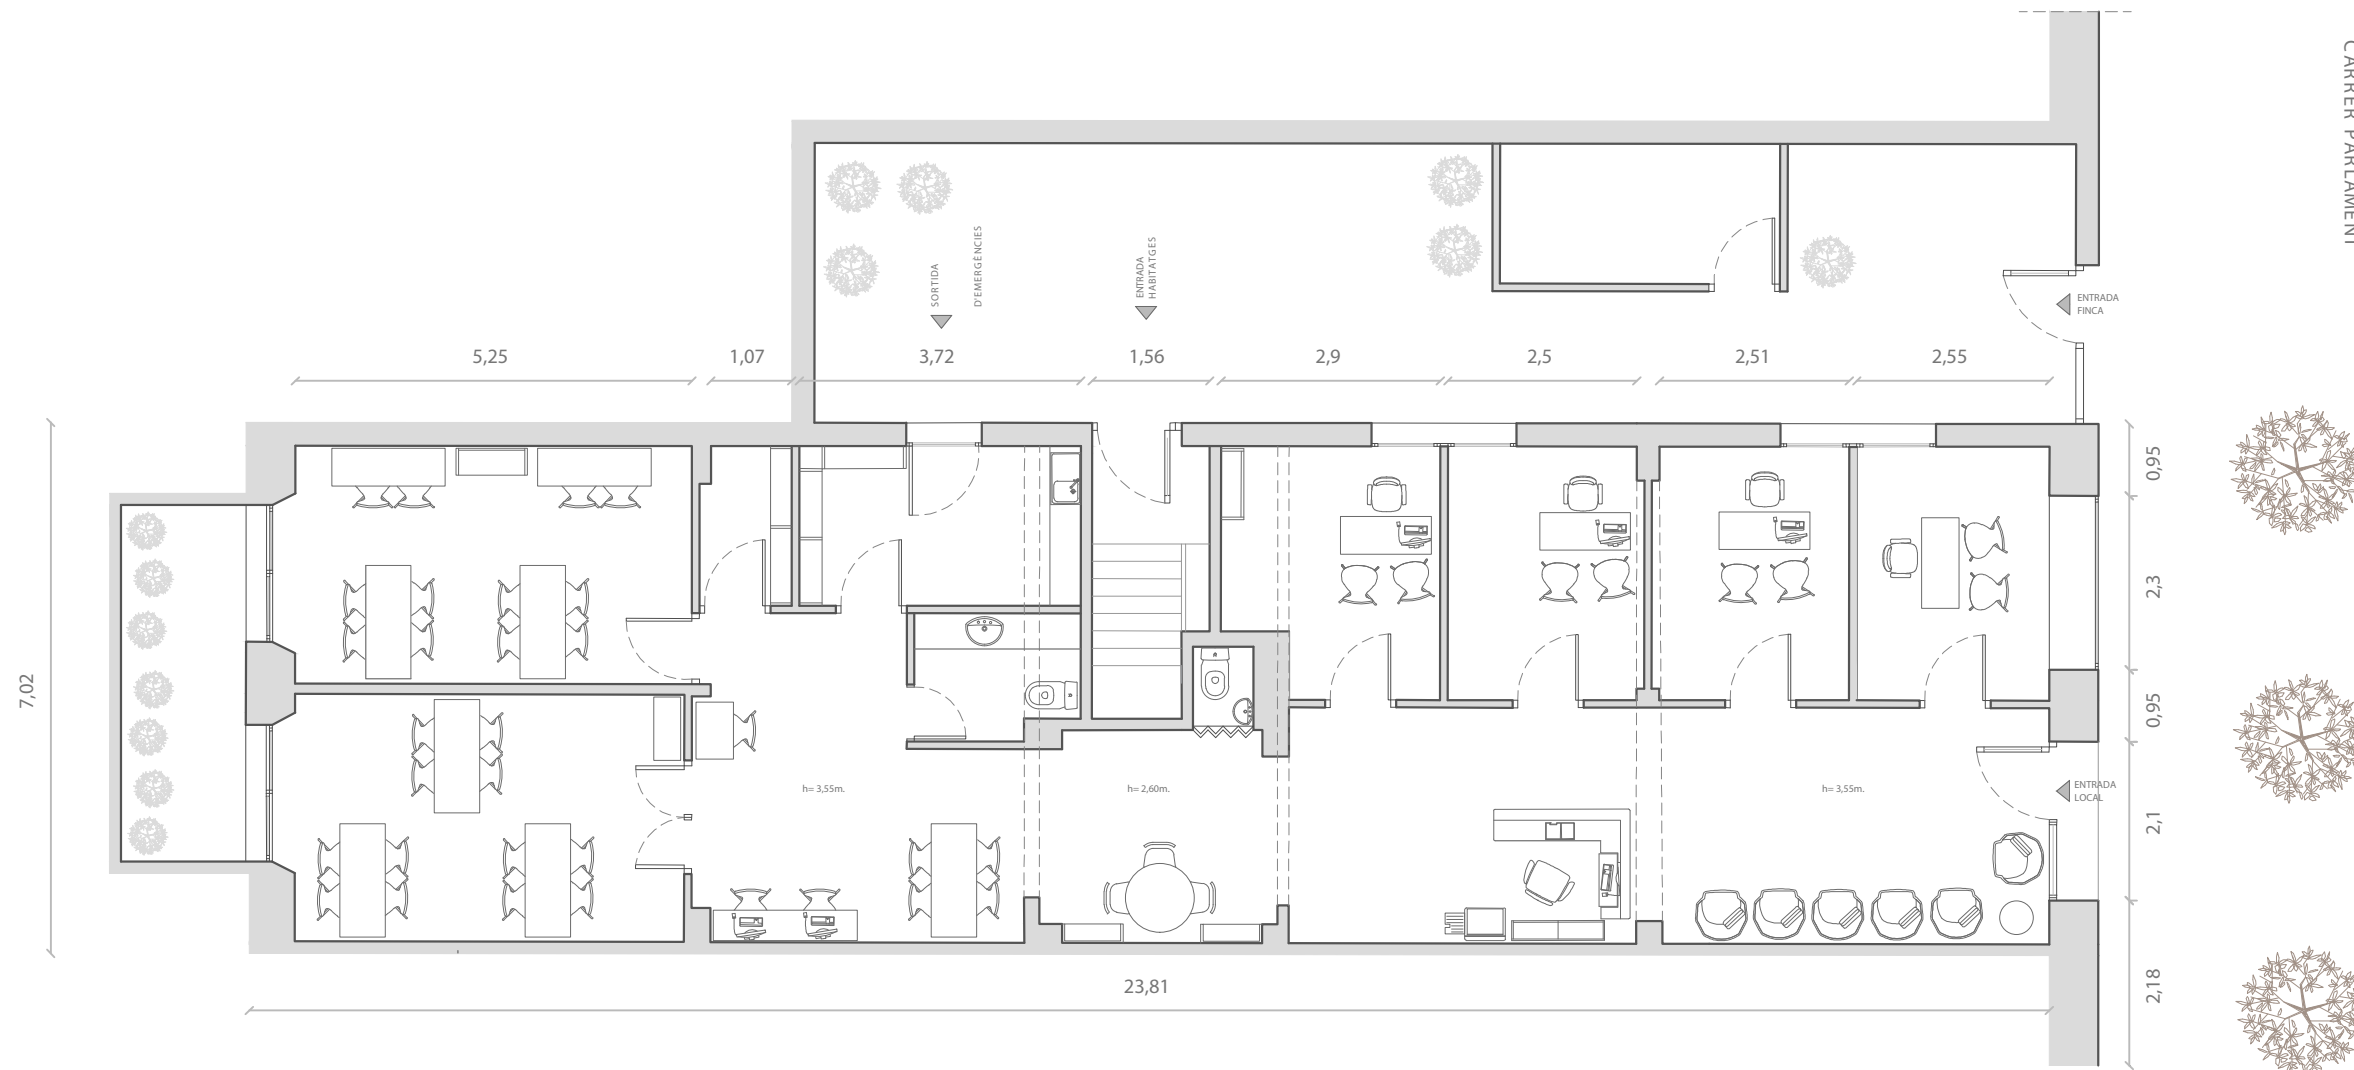 CARRER PARLAMENT
SORTIDA
D'EMERGÈNCIES
ENTRADA
HABITATGES
ENTRADA
FINCA
5,25
1,07
3,72
1,56
2,9
2,5
2,51
2,55
0,95
2,3
0,95
2,1
2,18
7,02
h= 3,55m.
h= 2,60m.
h= 3,55m.
ENTRADA
LOCAL
23,81